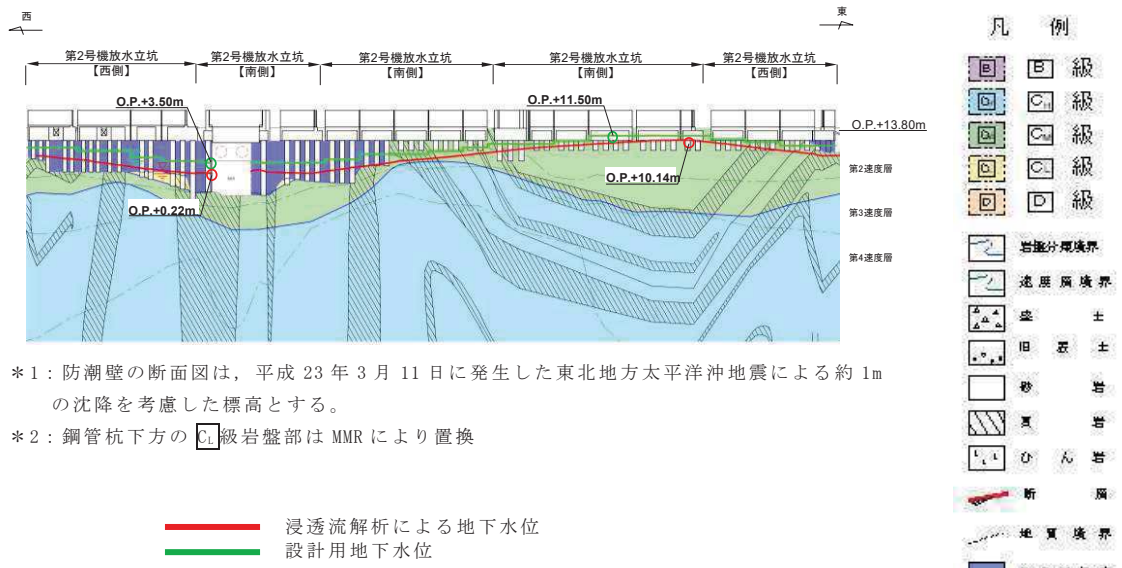 西
東
第2号機放水立坑
【西側】
第2号機放水立坑
【南側】
第2号機放水立坑
【南側】
第2号機放水立坑
【南側】
第2号機放水立坑
【西側】
O.P.+3.50m
O.P.+11.50m
O.P.+13.80m
O.P.+10.14m
O.P.+0.22m
第2速度層
第3速度層
第4速度層
*1：防潮壁の断面図は，平成 23 年 3 月 11 日に発生した東北地方太平洋沖地震による約 1m
の沈降を考慮した標高とする。
*2：鋼管杭下方の CL級岩盤部は MMR により置換
浸透流解析による地下水位
設計用地下水位
凡 例
B B 級
CH CH 級
CM CM 級
CL CL 級
D D 級
岩盤分類境界
速度層境界
盛 土
旧 表 土
砂 岩
頁 岩
ひ ん 岩
断 層
地 質 境 界